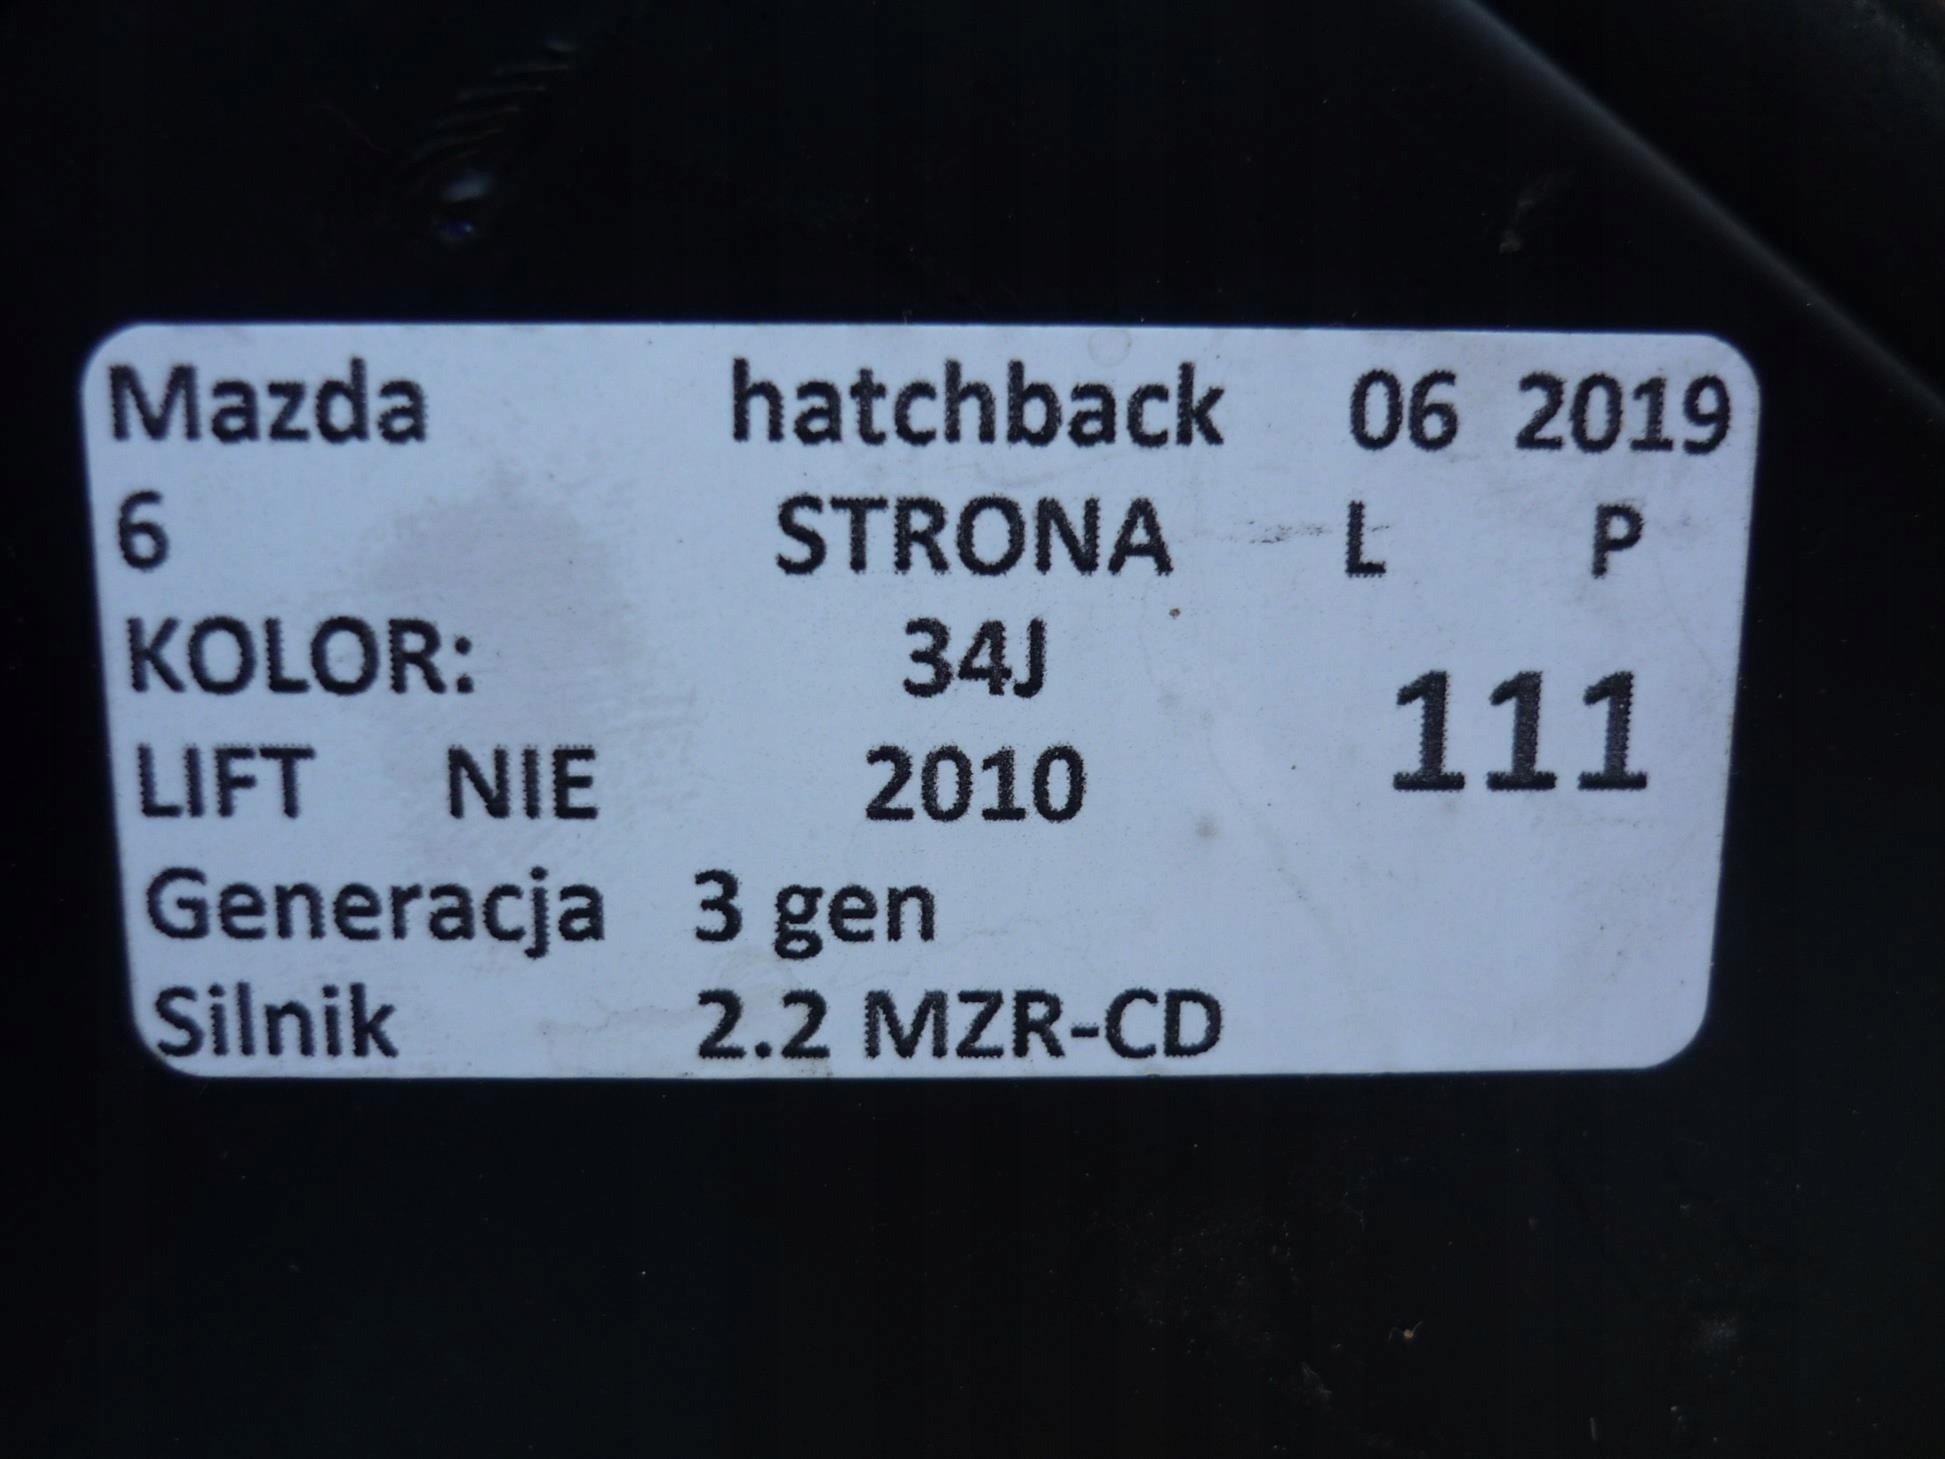 Mazda hatchback 06 2019
6 STRONA L P
KOLOR: 34J
111
LIFT NIE 2010
Generacja 3 gen
Silnik 2.2 MZR-CD